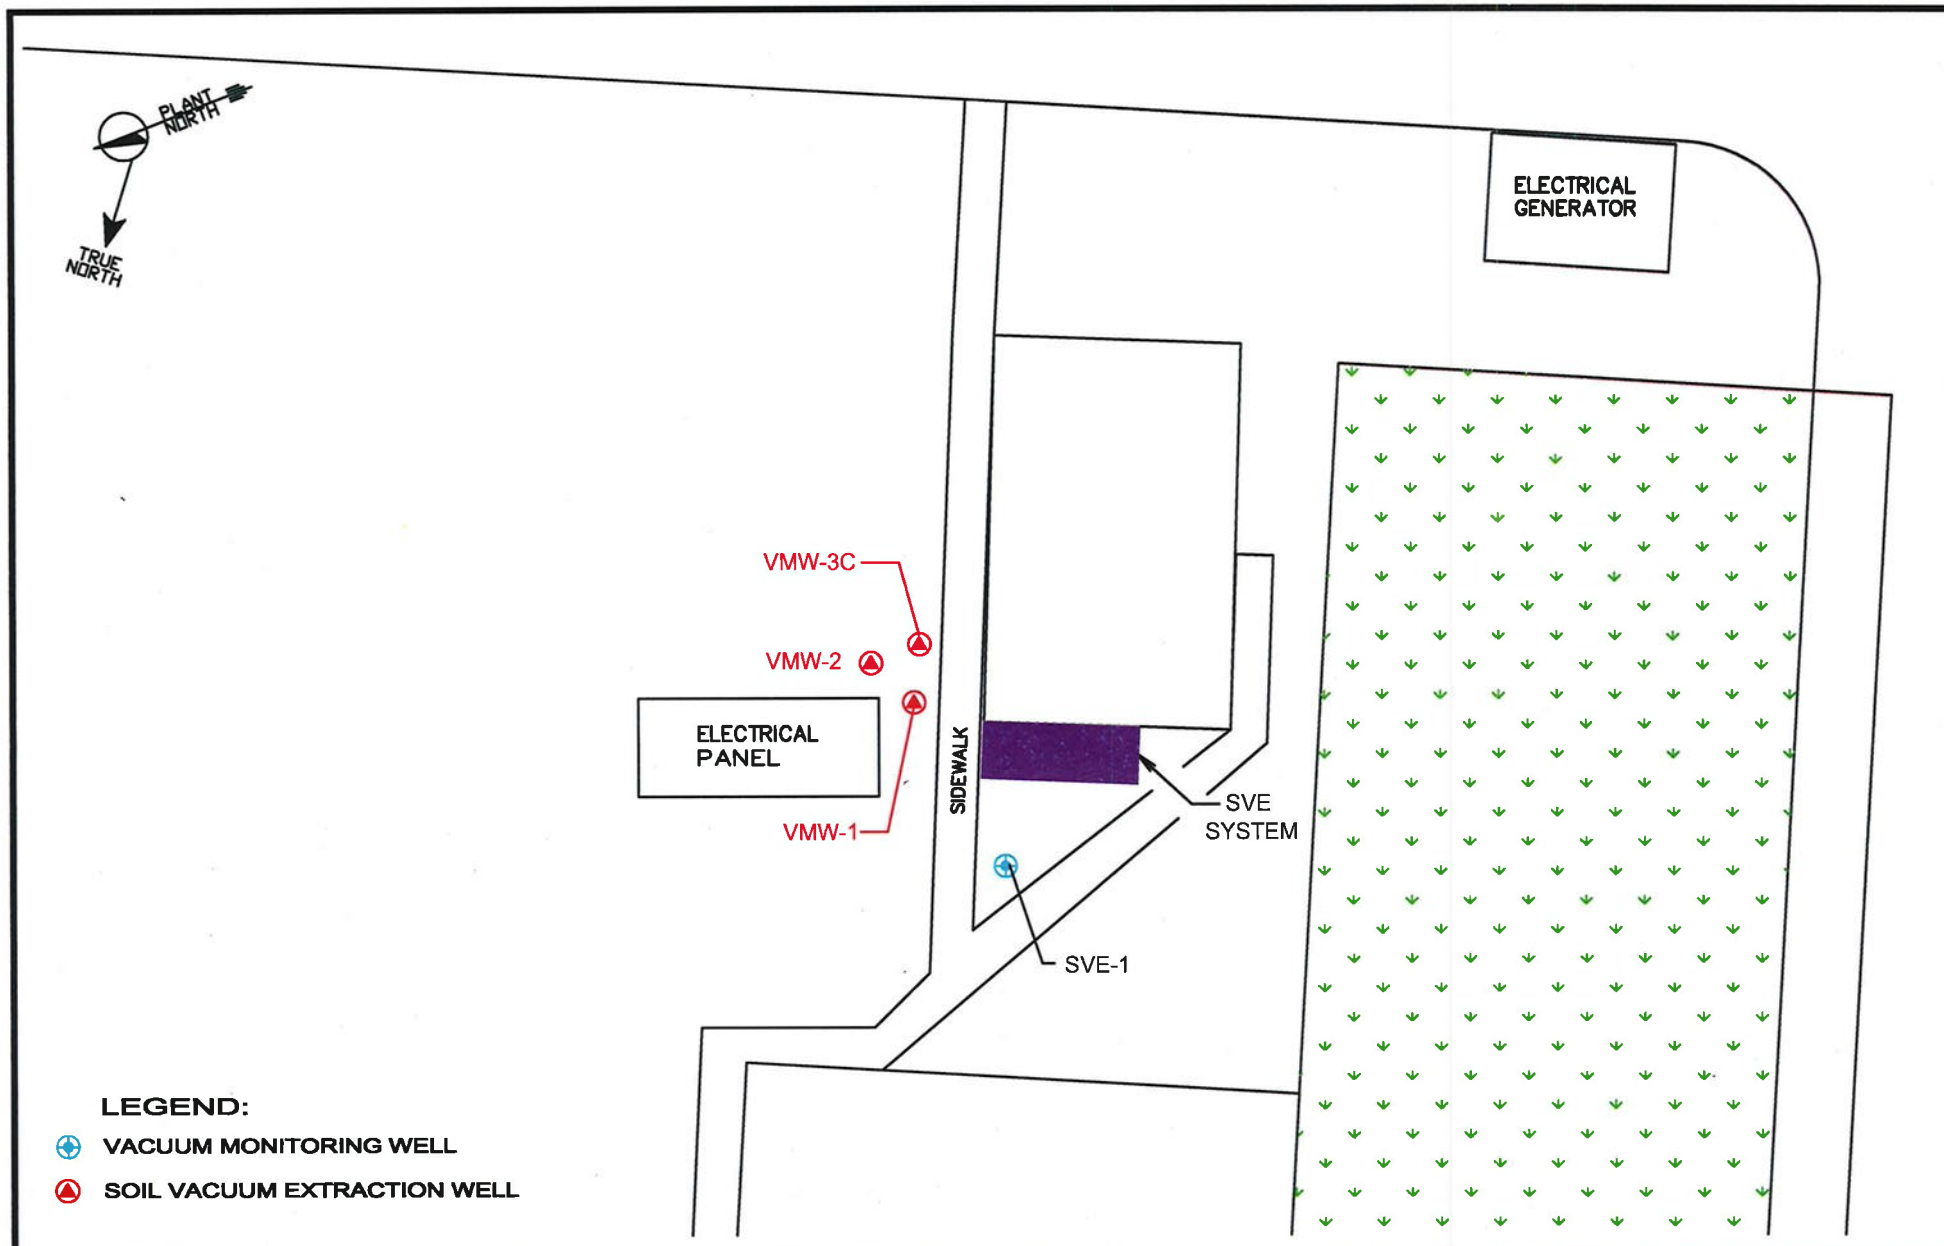 PLANT
NORTH
TRUE
NORTH
ELECTRICAL
GENERATOR
VMW-3C
VMW-2
ELECTRICAL
PANEL
VMW-1
SIDEWALK
SVE
SYSTEM
SVE-1
LEGEND:
VACUUM MONITORING WELL
SOIL VACUUM EXTRACTION WELL